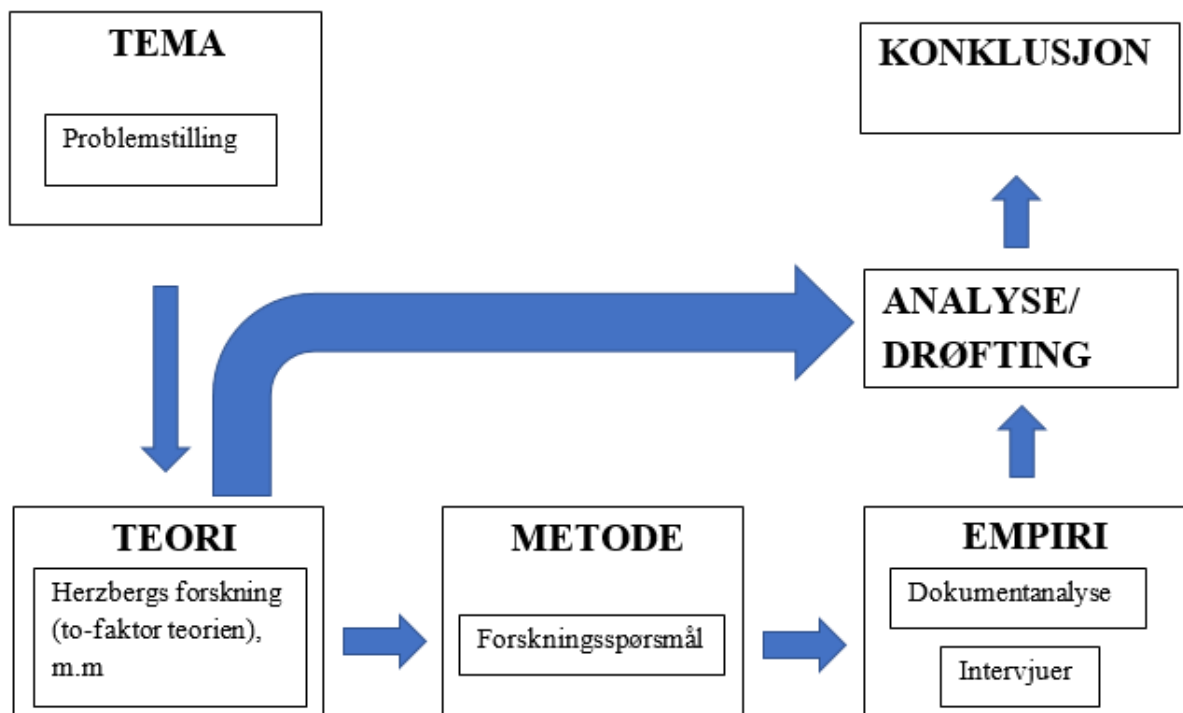 TEMA
Problemstilling
KONKLUSJON
ANALYSE/
DRØFTING
TEORI
Herzbergs forskning
(to-faktor teorien),
m.m
METODE
Forskningsspørsmål
EMPIRI
Dokumentanalyse
Intervjuer